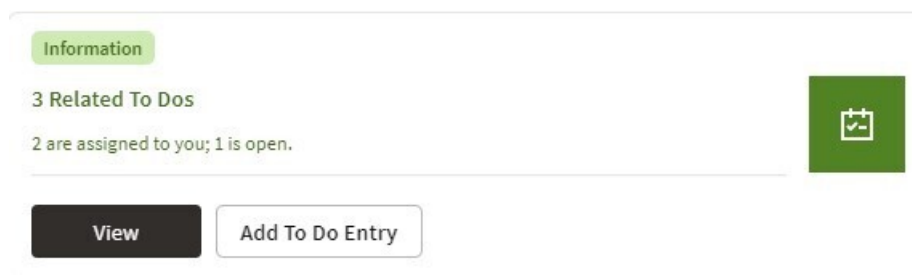 Information
3 Related To Dos
2 are assigned to you; 1 is open.
View
Add To Do Entry